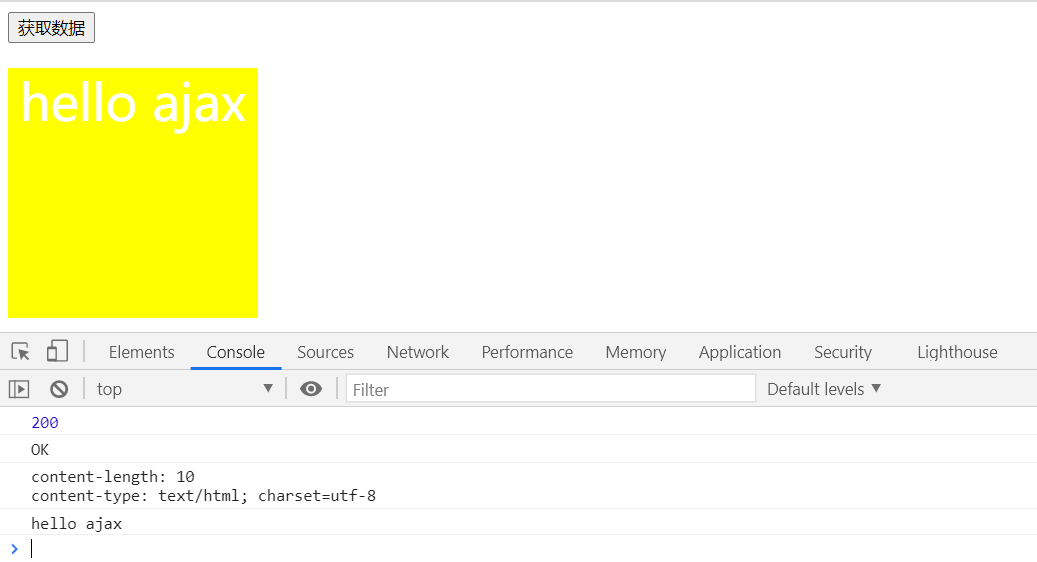 获取数据
hello ajax
Elements Console Sources Network Performance Memory Application Security Lighthouse
top Filter Default levels
200
OK
content-length: 10
content-type: text/html; charset=utf-8
hello ajax